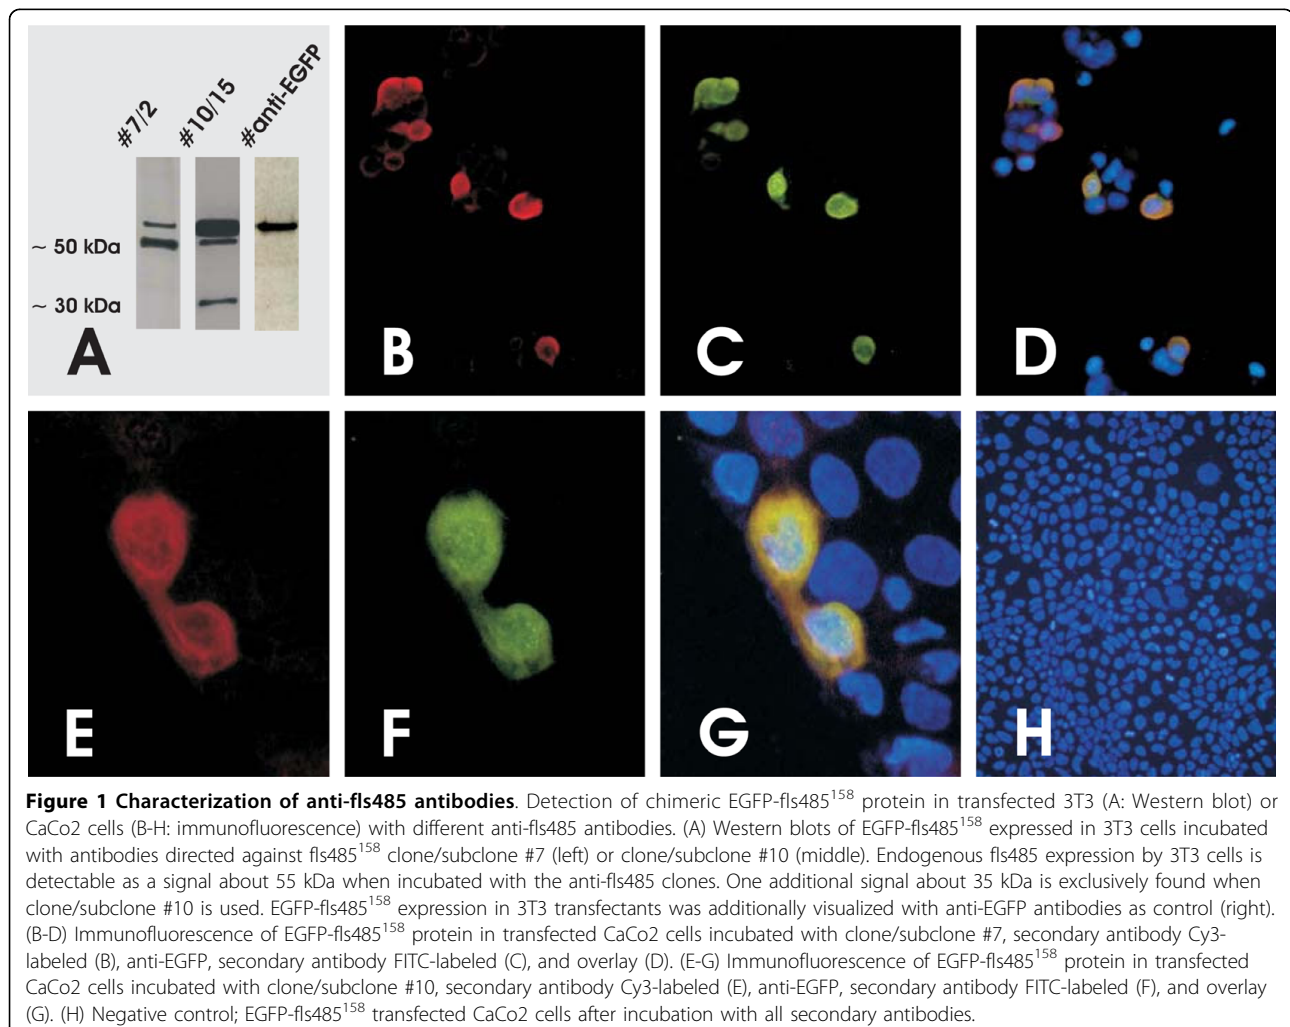 #7/2
#10/15
#anti-EGFP
~ 50 kDa
~ 30 kDa
A
B
C
D
E
F
G
H
Figure 1 Characterization of anti-fls485 antibodies. Detection of chimeric EGFP-fls485¹⁵⁸ protein in transfected 3T3 (A: Western blot) or
CaCo2 cells (B-H: immunofluorescence) with different anti-fls485 antibodies. (A) Western blots of EGFP-fls485¹⁵⁸ expressed in 3T3 cells incubated
with antibodies directed against fls485¹⁵⁸ clone/subclone #7 (left) or clone/subclone #10 (middle). Endogenous fls485 expression by 3T3 cells is
detectable as a signal about 55 kDa when incubated with the anti-fls485 clones. One additional signal about 35 kDa is exclusively found when
clone/subclone #10 is used. EGFP-fls485¹⁵⁸ expression in 3T3 transfectants was additionally visualized with anti-EGFP antibodies as control (right).
(B-D) Immunofluorescence of EGFP-fls485¹⁵⁸ protein in transfected CaCo2 cells incubated with clone/subclone #7, secondary antibody Cy3-
labeled (B), anti-EGFP, secondary antibody FITC-labeled (C), and overlay (D). (E-G) Immunofluorescence of EGFP-fls485¹⁵⁸ protein in transfected
CaCo2 cells incubated with clone/subclone #10, secondary antibody Cy3-labeled (E), anti-EGFP, secondary antibody FITC-labeled (F), and overlay
(G). (H) Negative control; EGFP-fls485¹⁵⁸ transfected CaCo2 cells after incubation with all secondary antibodies.